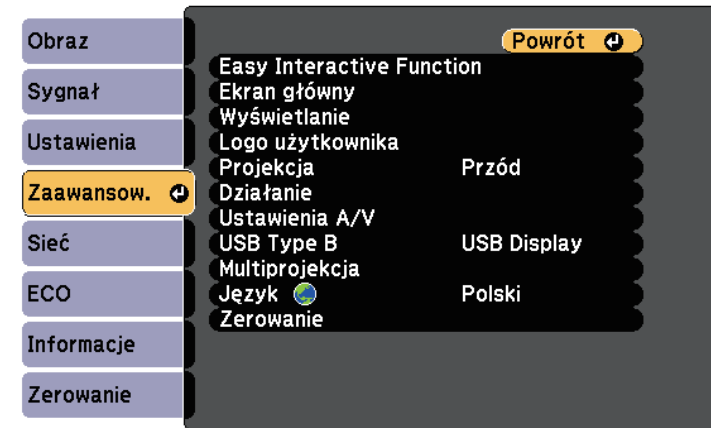 Obraz
Sygnał
Ustawienia
Zaawansow.
Sieć
ECO
Informacje
Zerowanie
Powrót
Easy Interactive Function
Ekran główny
Wyświetlanie
Logo użytkownika
Projekcja Przód
Działanie
Ustawienia A/V
USB Type B USB Display
Multiprojekcja
Język Polski
Zerowanie